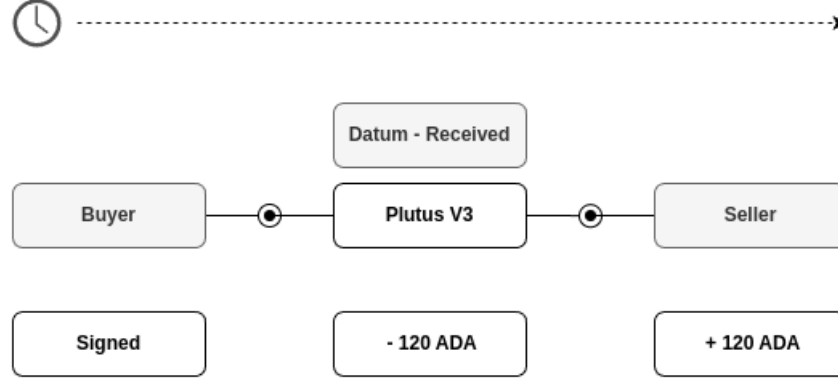 Datum - Received
Buyer
Plutus V3
Seller
Signed
- 120 ADA
+ 120 ADA